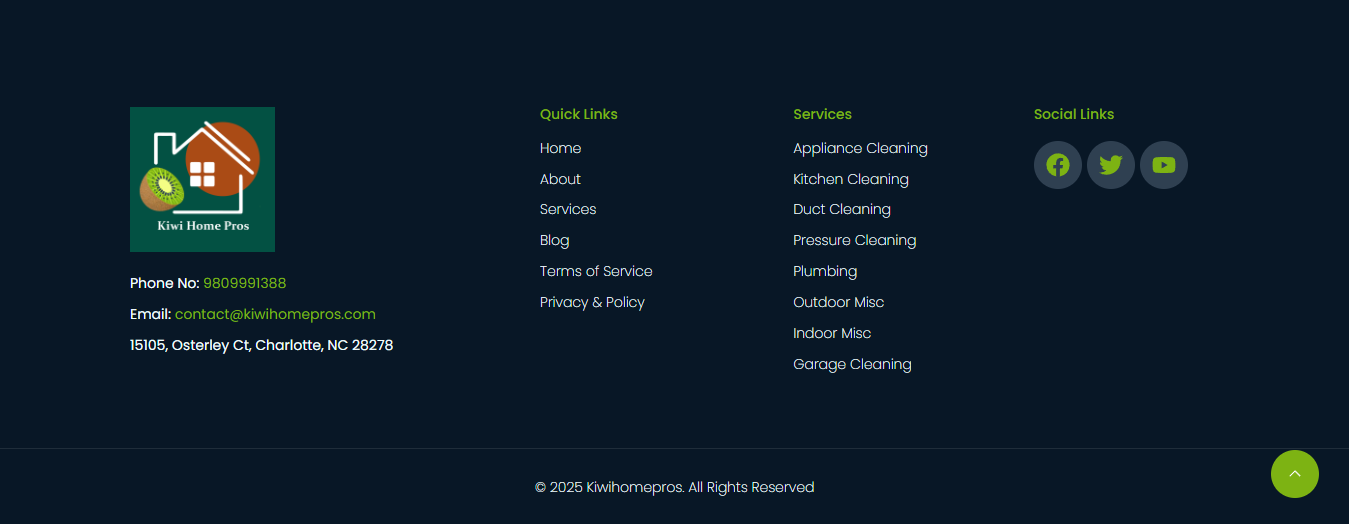 Kiwi Home Pros
Phone No: 9809991388
Email: contact@kiwihomepros.com
15105, Osterley Ct, Charlotte, NC 28278
Quick Links
Home
About
Services
Blog
Terms of Service
Privacy & Policy
Services
Appliance Cleaning
Kitchen Cleaning
Duct Cleaning
Pressure Cleaning
Plumbing
Outdoor Misc
Indoor Misc
Garage Cleaning
Social Links
© 2025 Kiwihomepros. All Rights Reserved